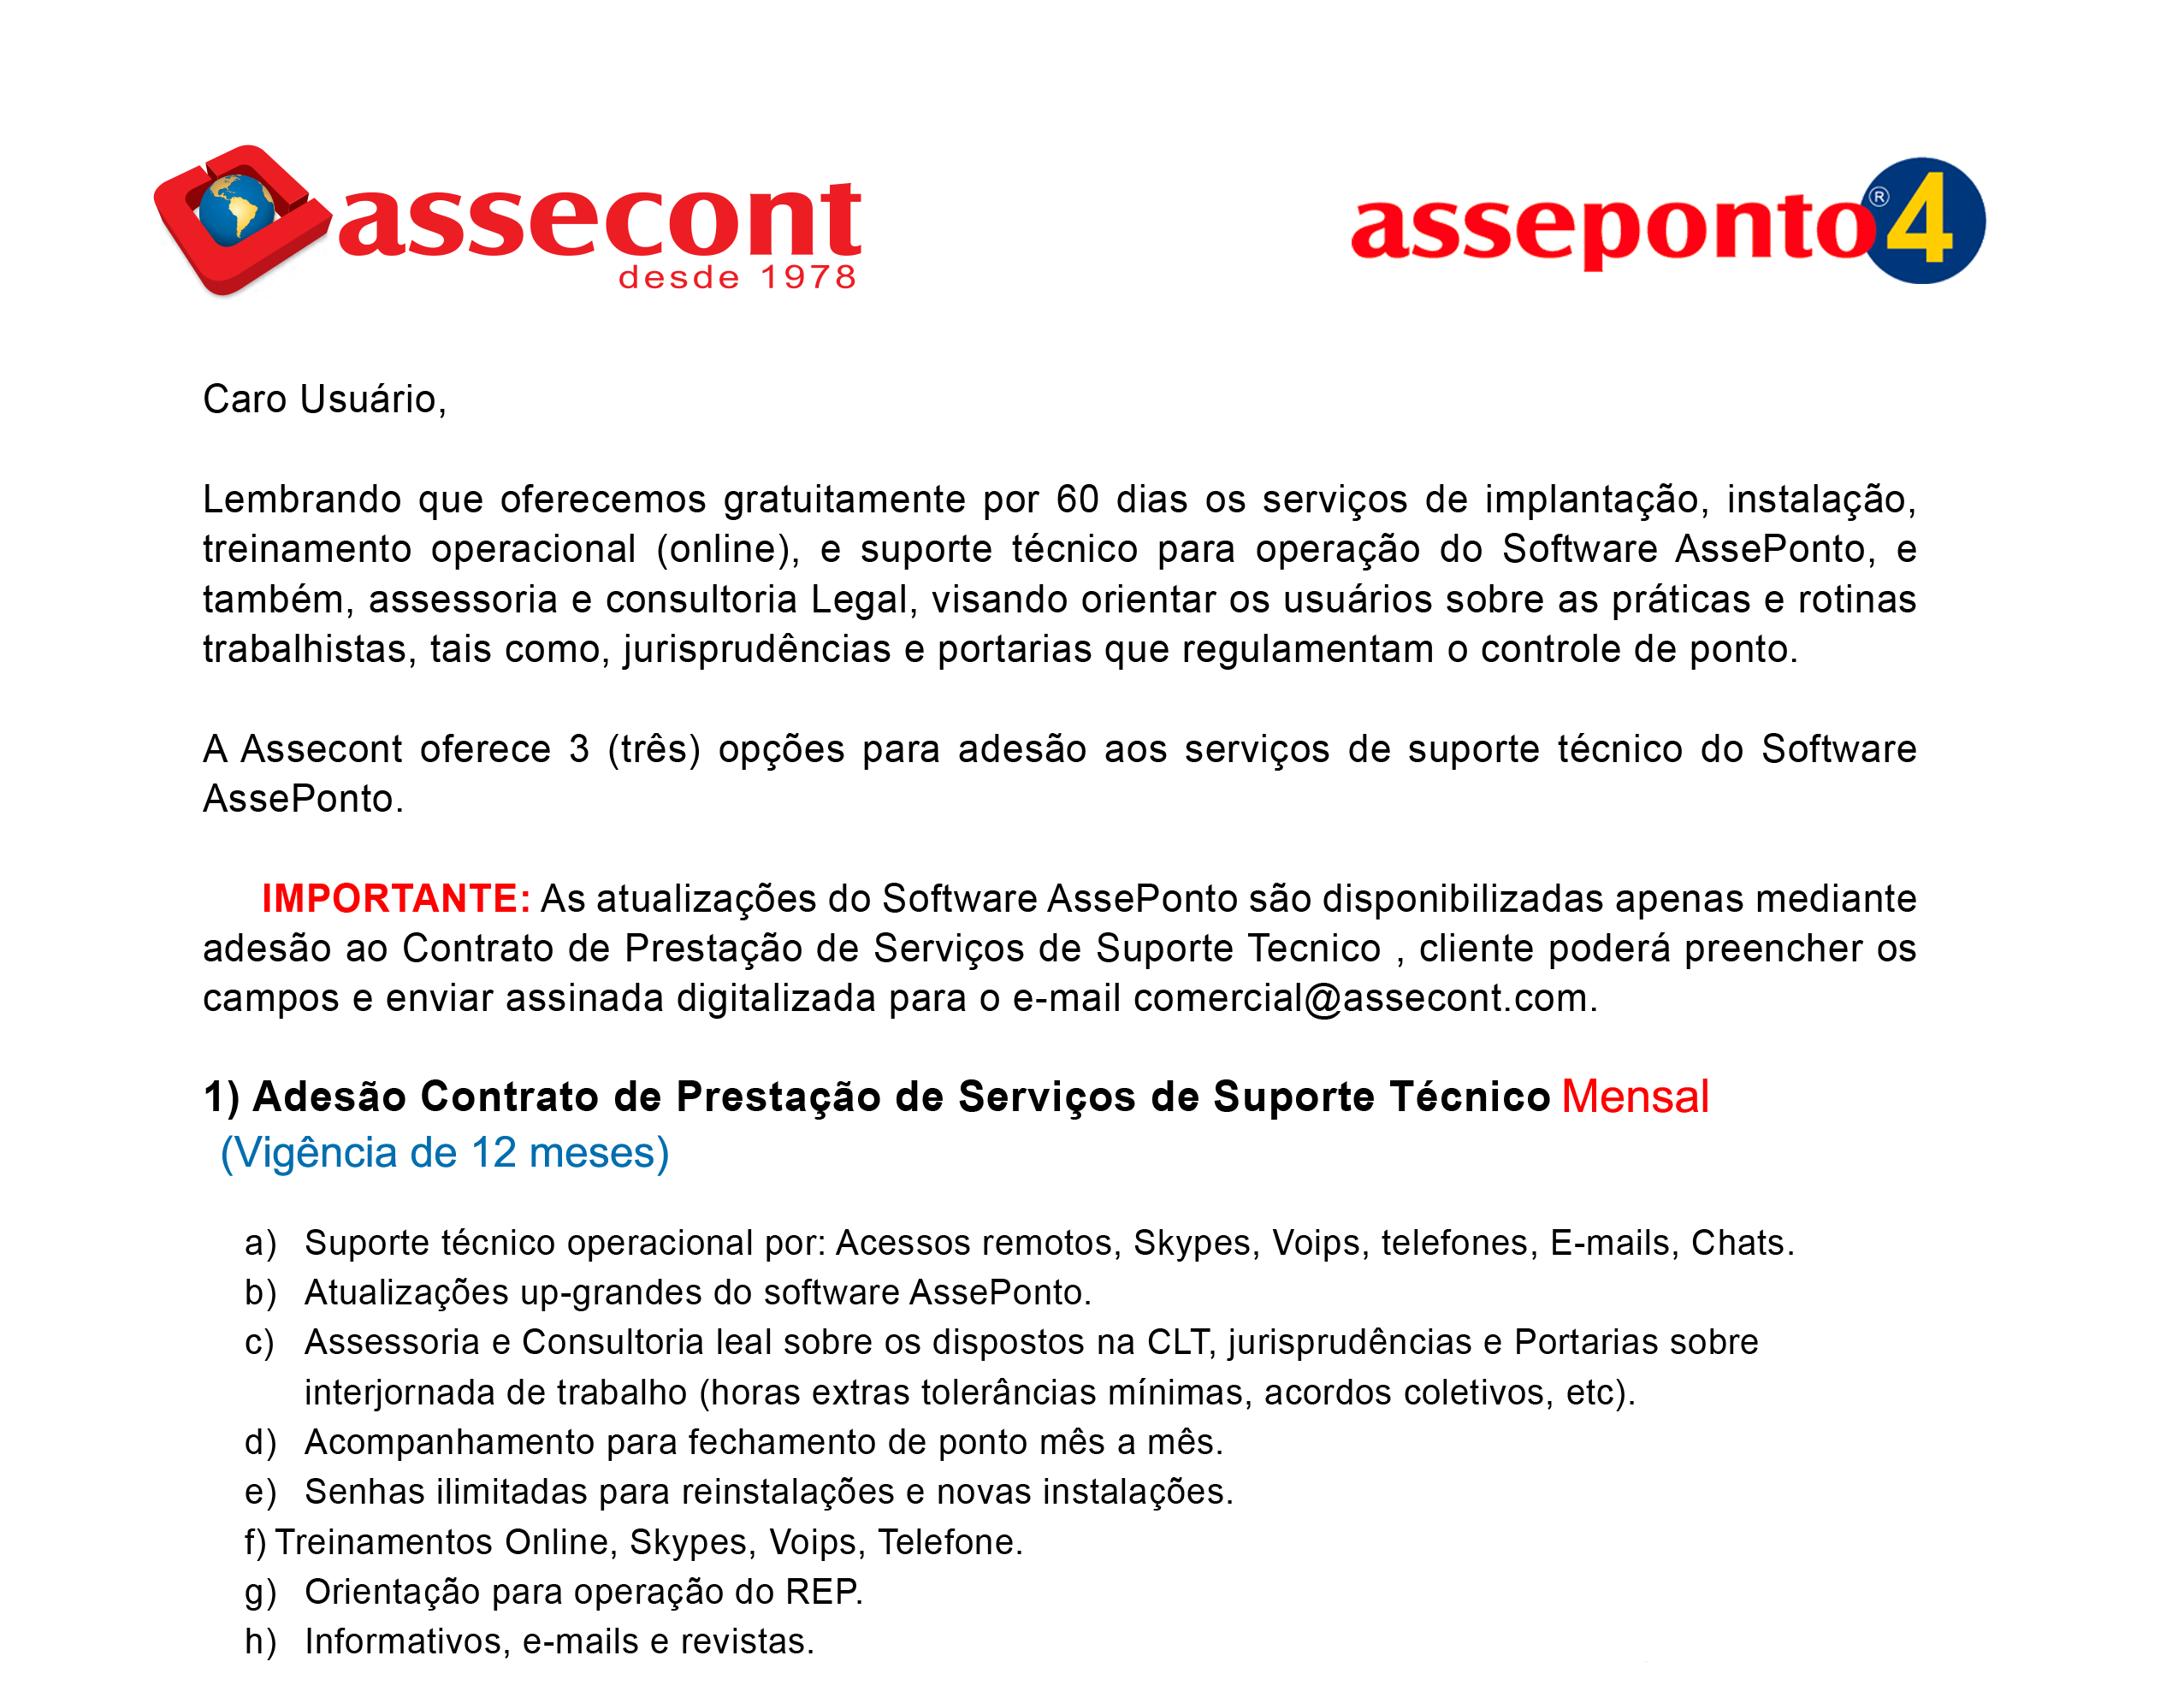 assecont
desde 1978
asseponto®4
Caro Usuário,
Lembrando que oferecemos gratuitamente por 60 dias os serviços de implantação, instalação,
treinamento operacional (online), e suporte técnico para operação do Software AssePonto, e
também, assessoria e consultoria Legal, visando orientar os usuários sobre as práticas e rotinas
trabalhistas, tais como, jurisprudências e portarias que regulamentam o controle de ponto.
A Assecont oferece 3 (três) opções para adesão aos serviços de suporte técnico do Software
AssePonto.
IMPORTANTE: As atualizações do Software AssePonto são disponibilizadas apenas mediante
adesão ao Contrato de Prestação de Serviços de Suporte Tecnico , cliente poderá preencher os
campos e enviar assinada digitalizada para o e-mail comercial@assecont.com.
1) Adesão Contrato de Prestação de Serviços de Suporte Técnico Mensal
(Vigência de 12 meses)
a) Suporte técnico operacional por: Acessos remotos, Skypes, Voips, telefones, E-mails, Chats.
b) Atualizações up-grandes do software AssePonto.
c) Assessoria e Consultoria leal sobre os dispostos na CLT, jurisprudências e Portarias sobre
interjornada de trabalho (horas extras tolerâncias mínimas, acordos coletivos, etc).
d) Acompanhamento para fechamento de ponto mês a mês.
e) Senhas ilimitadas para reinstalações e novas instalações.
f) Treinamentos Online, Skypes, Voips, Telefone.
g) Orientação para operação do REP.
h) Informativos, e-mails e revistas.